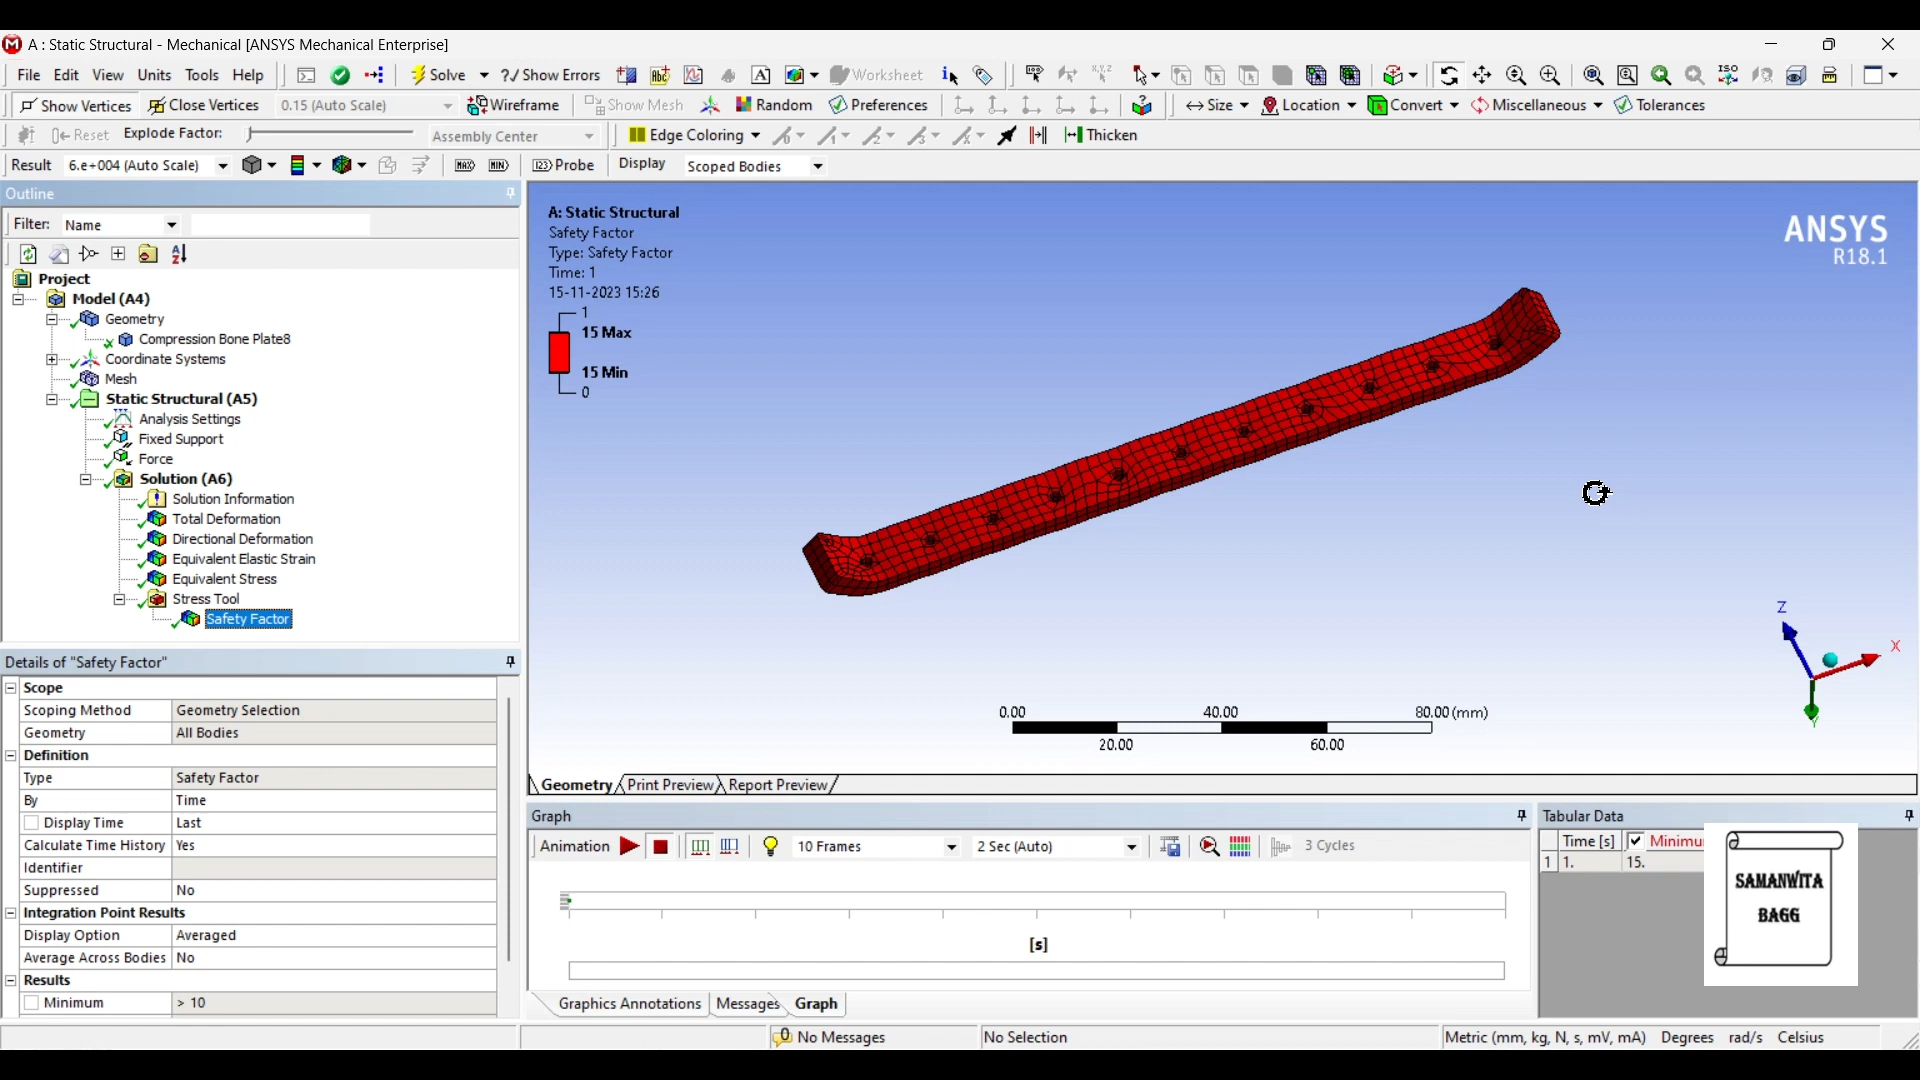 A : Static Structural - Mechanical [ANSYS Mechanical Enterprise]
File Edit View Units Tools Help Solve ?/ Show Errors Worksheet
Show Vertices Close Vertices 0.15 (Auto Scale) Wireframe Show Mesh Random Preferences Size Location Convert Miscellaneous Tolerances
Reset Explode Factor: Assembly Center Edge Coloring Thicken
Result 6.e+004 (Auto Scale) MAX MIN Probe Display Scoped Bodies
Outline
Filter: Name
Project
Model (A4)
Geometry
Compression Bone Plate8
Coordinate Systems
Mesh
Static Structural (A5)
Analysis Settings
Fixed Support
Force
Solution (A6)
Solution Information
Total Deformation
Directional Deformation
Equivalent Elastic Strain
Equivalent Stress
Stress Tool
Safety Factor
Details of "Safety Factor"
Scope
Scoping Method Geometry Selection
Geometry All Bodies
Definition
Type Safety Factor
By Time
Display Time Last
Calculate Time History Yes
Identifier
Suppressed No
Integration Point Results
Display Option Averaged
Average Across Bodies No
Results
Minimum > 10
A: Static Structural
Safety Factor
Type: Safety Factor
Time: 1
15-11-2023 15:26
1
15 Max
15 Min
0
ANSYS
R18.1
Z
X
Y
0.00 40.00 80.00 (mm)
20.00 60.00
Geometry Print Preview Report Preview
Graph
Animation 10 Frames 2 Sec (Auto) 3 Cycles
[s]
Graphics Annotations Messages Graph
Tabular Data
Time [s] Minimu
1 1. 15.
SAMANWITA
BAGG
0 No Messages No Selection Metric (mm, kg, N, s, mV, mA) Degrees rad/s Celsius